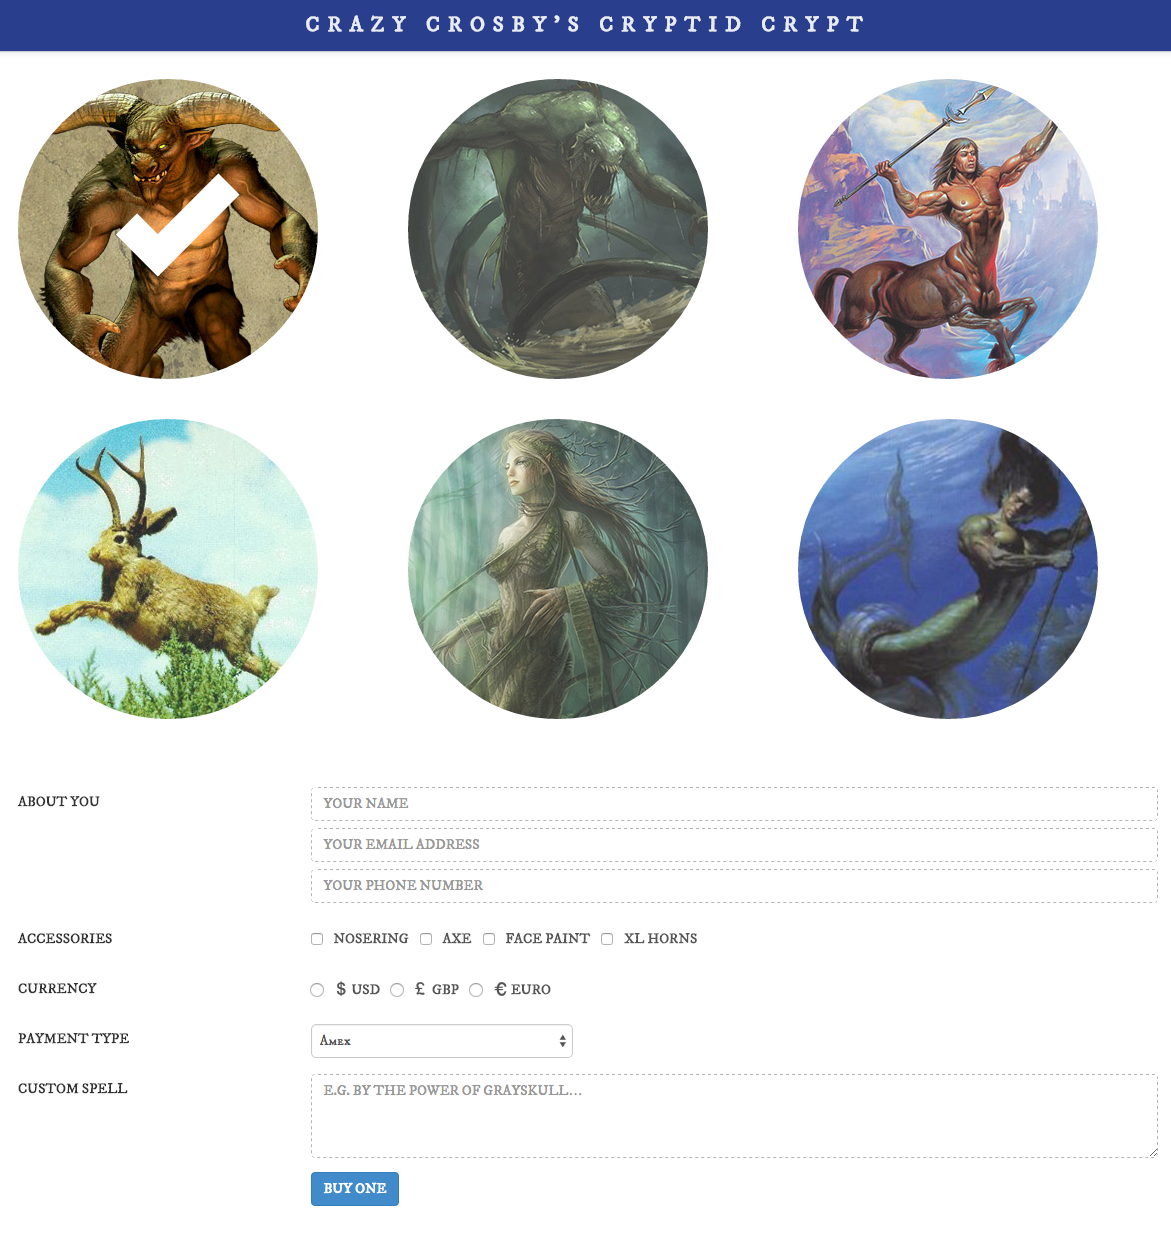 CRAZY CROSBY'S CRYPTID CRYPT
ABOUT YOU
YOUR NAME
YOUR EMAIL ADDRESS
YOUR PHONE NUMBER
ACCESSORIES NOSERING AXE FACE PAINT XL HORNS
CURRENCY $ USD £ GBP € EURO
PAYMENT TYPE Amex
CUSTOM SPELL E.G. BY THE POWER OF GRAYSKULL...
BUY ONE